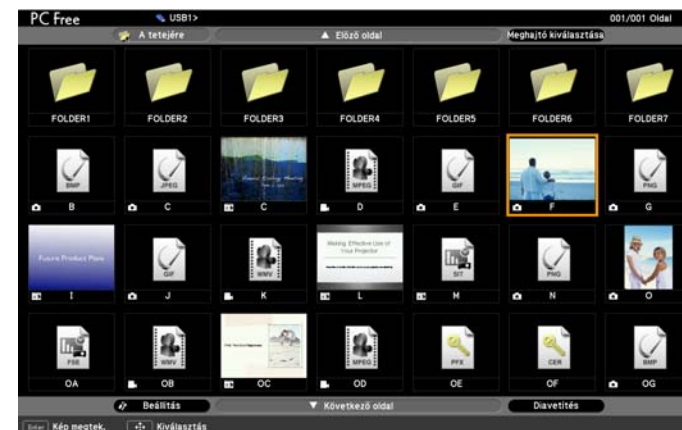 PC Free USB1> 001/001 Oldal
A tetejére ▲ Előző oldal Meghajtó kiválasztása
FOLDER1 FOLDER2 FOLDER3 FOLDER4 FOLDER5 FOLDER6 FOLDER7
BMP JPEG MPEG GIF PNG
B C C D E F G
Future Product Plans GIF WMV Making Effective Use of Your Projector SIT PNG
I J K L M N O
FSE WMV MPEG PFX CER BMP
OA OB OC OD OE OF OG
Beállítás ▼ Következő oldal Diavetítés
Enter Kép megtek. Kiválasztás